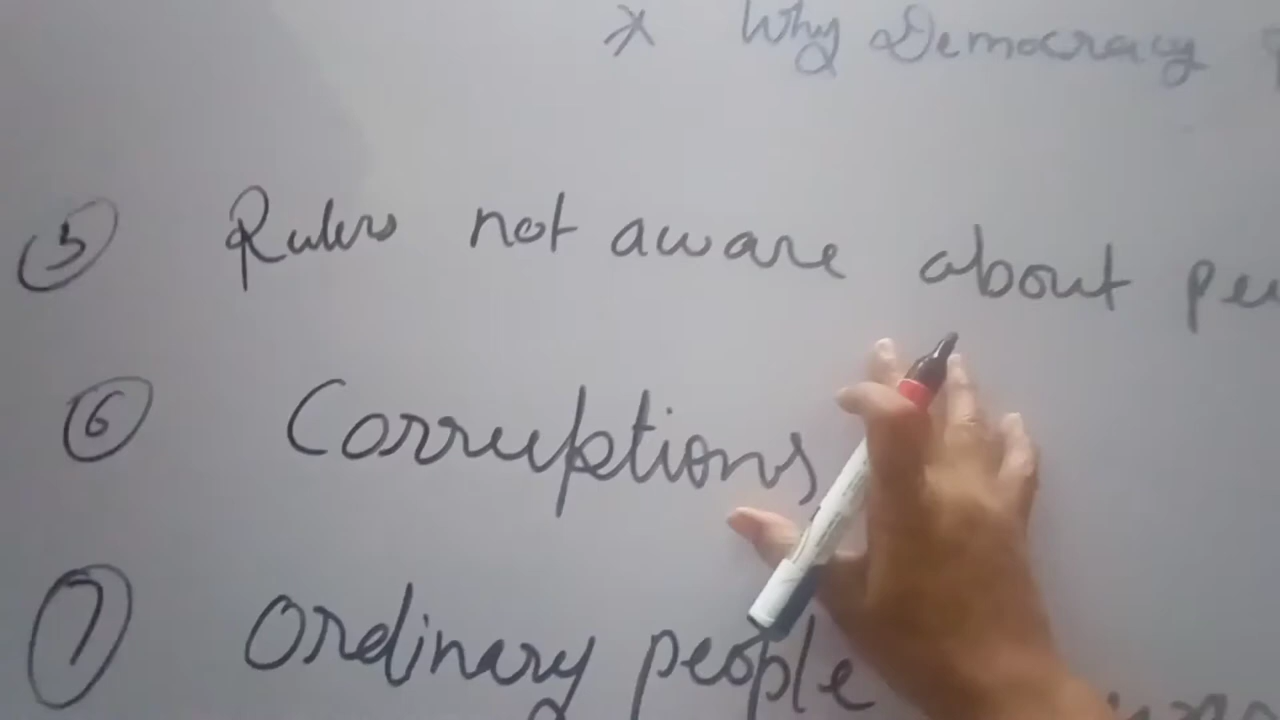 * Why Democracy
5 Rulers not aware about
6 Corruptions
7 Ordinary people